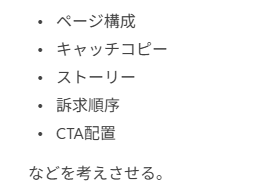 • ページ構成
• キャッチコピー
• ストーリー
• 訴求順序
• CTA配置
などを考えさせる。